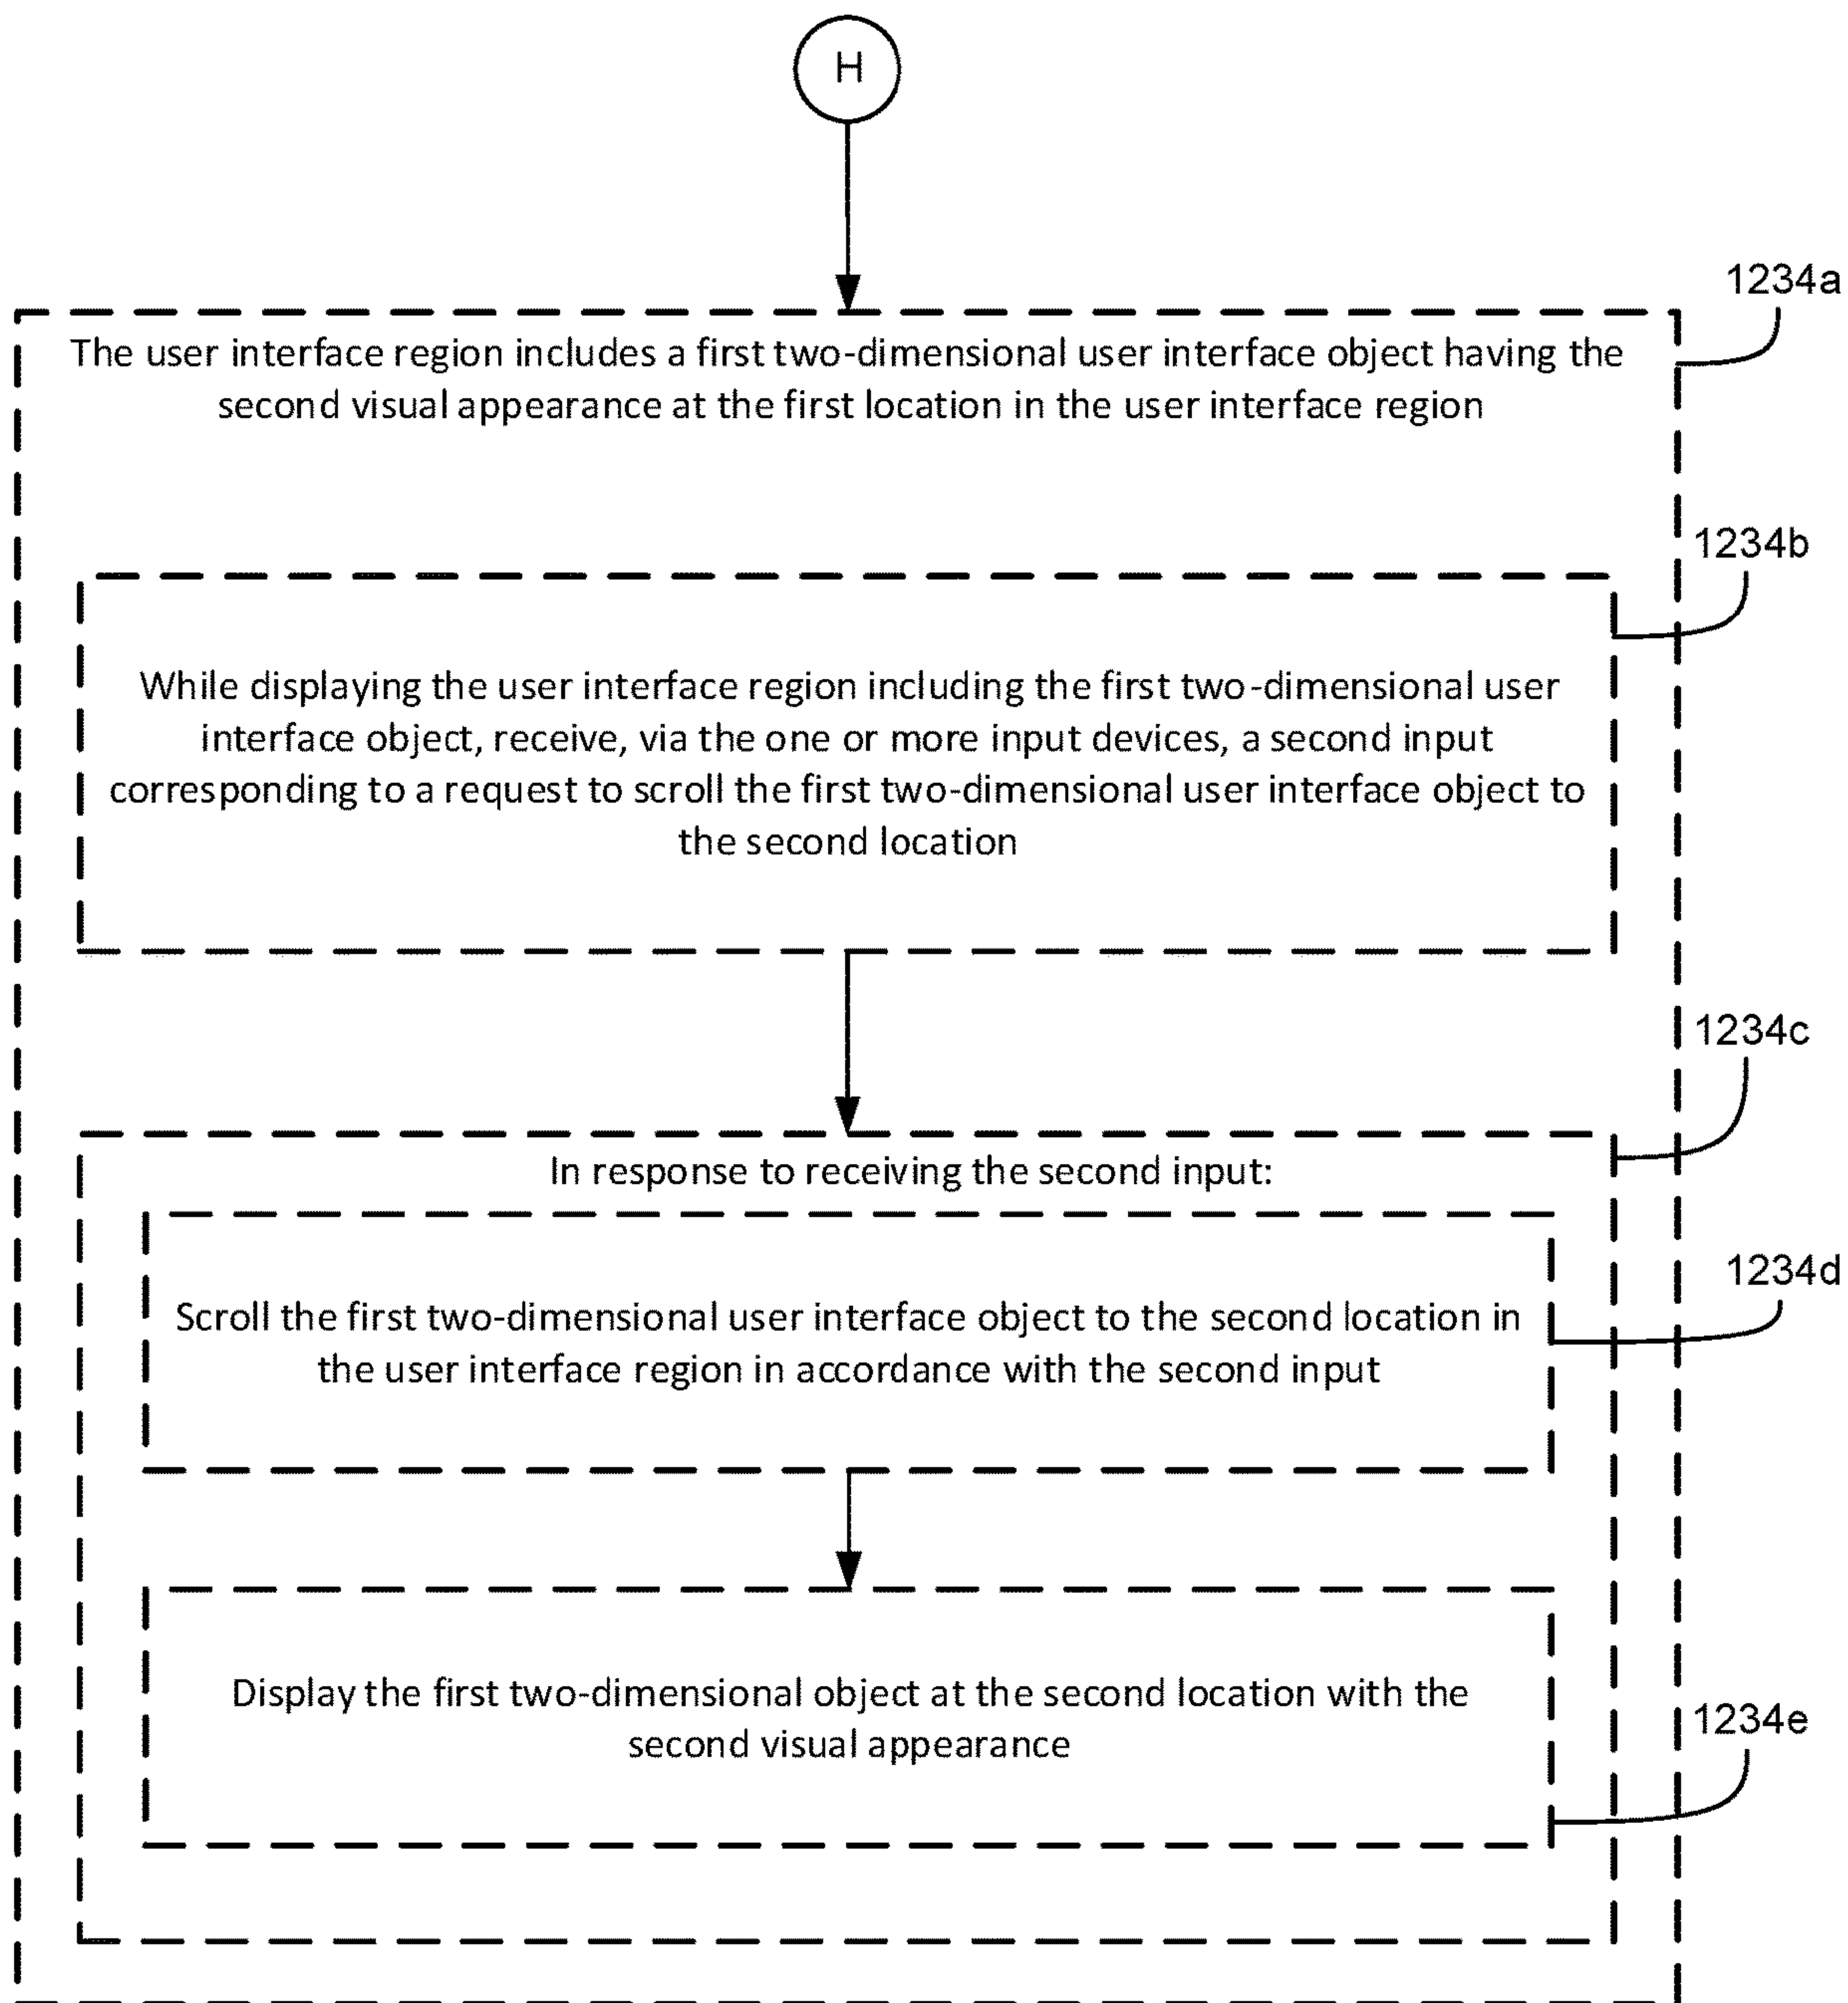 H
1234a
The user interface region includes a first two-dimensional user interface object having the
second visual appearance at the first location in the user interface region
1234b
While displaying the user interface region including the first two-dimensional user
interface object, receive, via the one or more input devices, a second input
corresponding to a request to scroll the first two-dimensional user interface object to
the second location
1234c
In response to receiving the second input:
1234d
Scroll the first two-dimensional user interface object to the second location in
the user interface region in accordance with the second input
Display the first two-dimensional object at the second location with the
second visual appearance
1234e